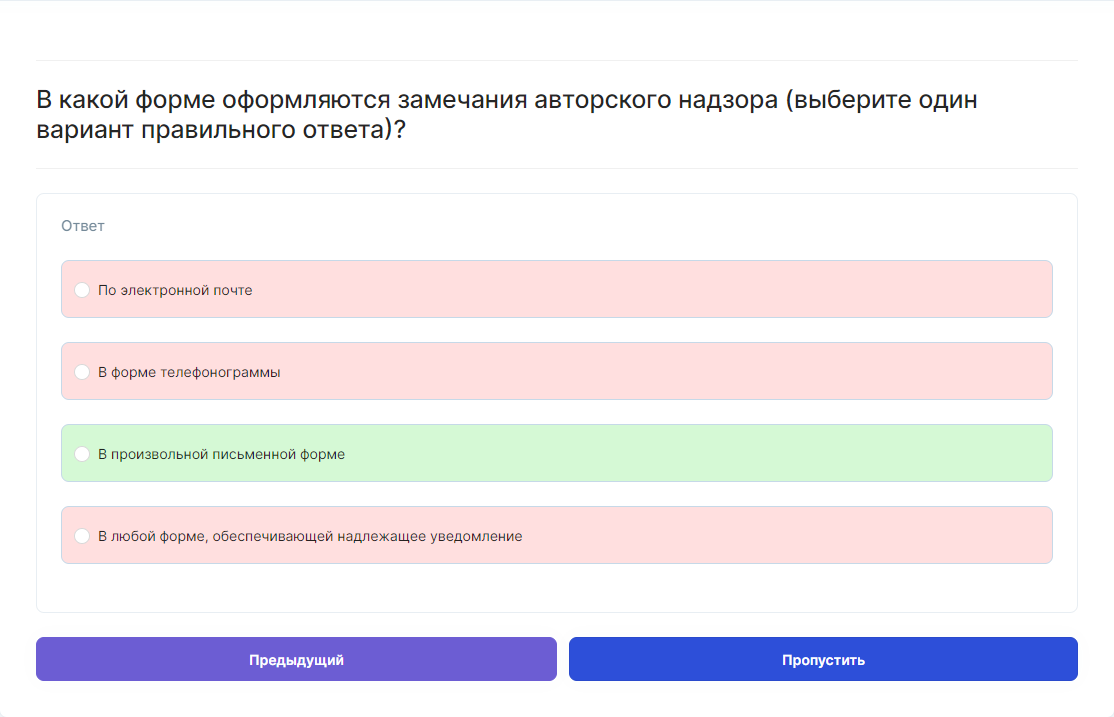 В какой форме оформляются замечания авторского надзора (выберите один
вариант правильного ответа)?
Ответ
По электронной почте
В форме телефонограммы
В произвольной письменной форме
В любой форме, обеспечивающей надлежащее уведомление
Предыдущий
Пропустить